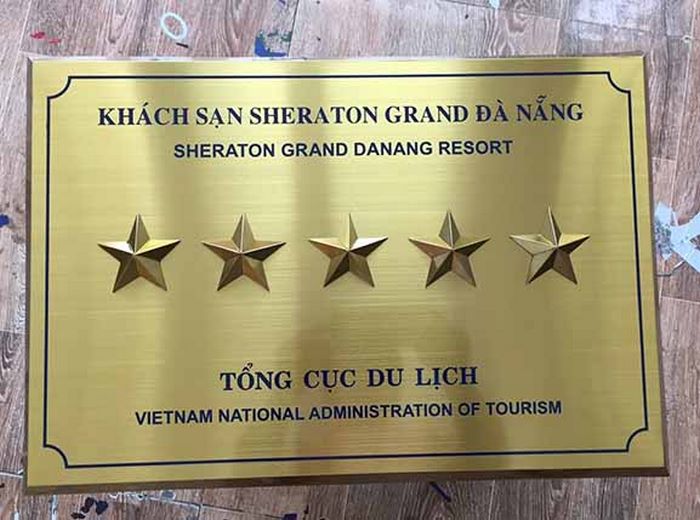 KHÁCH SẠN SHERATON GRAND ĐÀ NẴNG
SHERATON GRAND DANANG RESORT
TỔNG CỤC DU LỊCH
VIETNAM NATIONAL ADMINISTRATION OF TOURISM